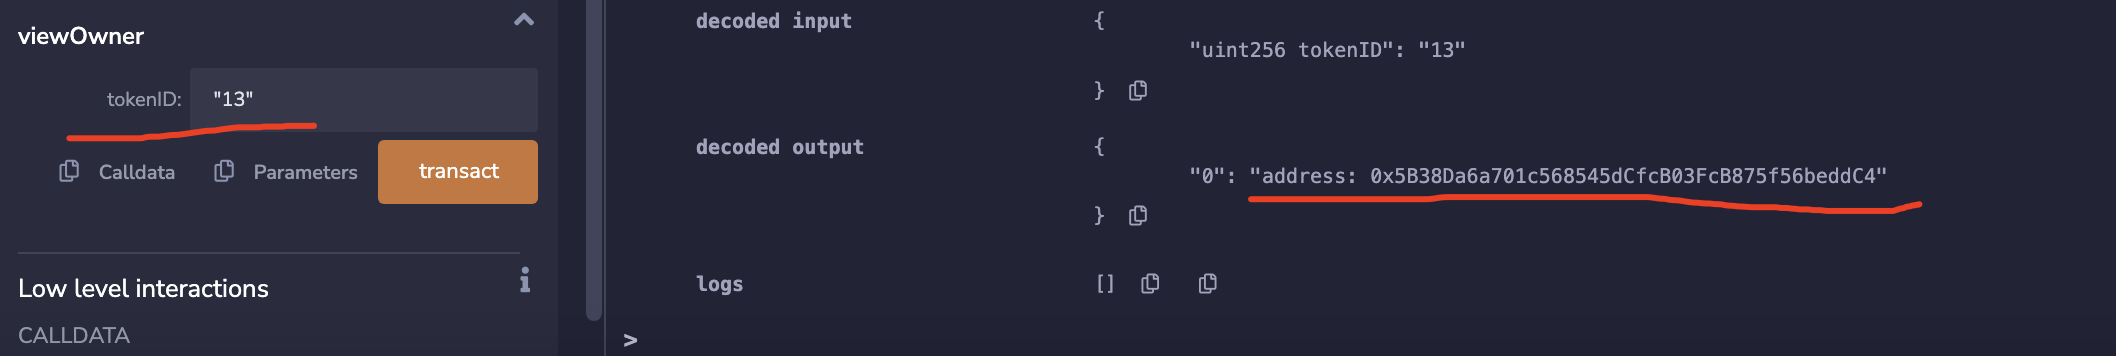 viewOwner
tokenID: "13"
Calldata Parameters transact
Low level interactions
CALLDATA
decoded input {
"uint256 tokenID": "13"
}
decoded output {
"0": "address: 0x5B38Da6a701c568545dCfcB03FcB875f56beddC4"
}
logs []
>